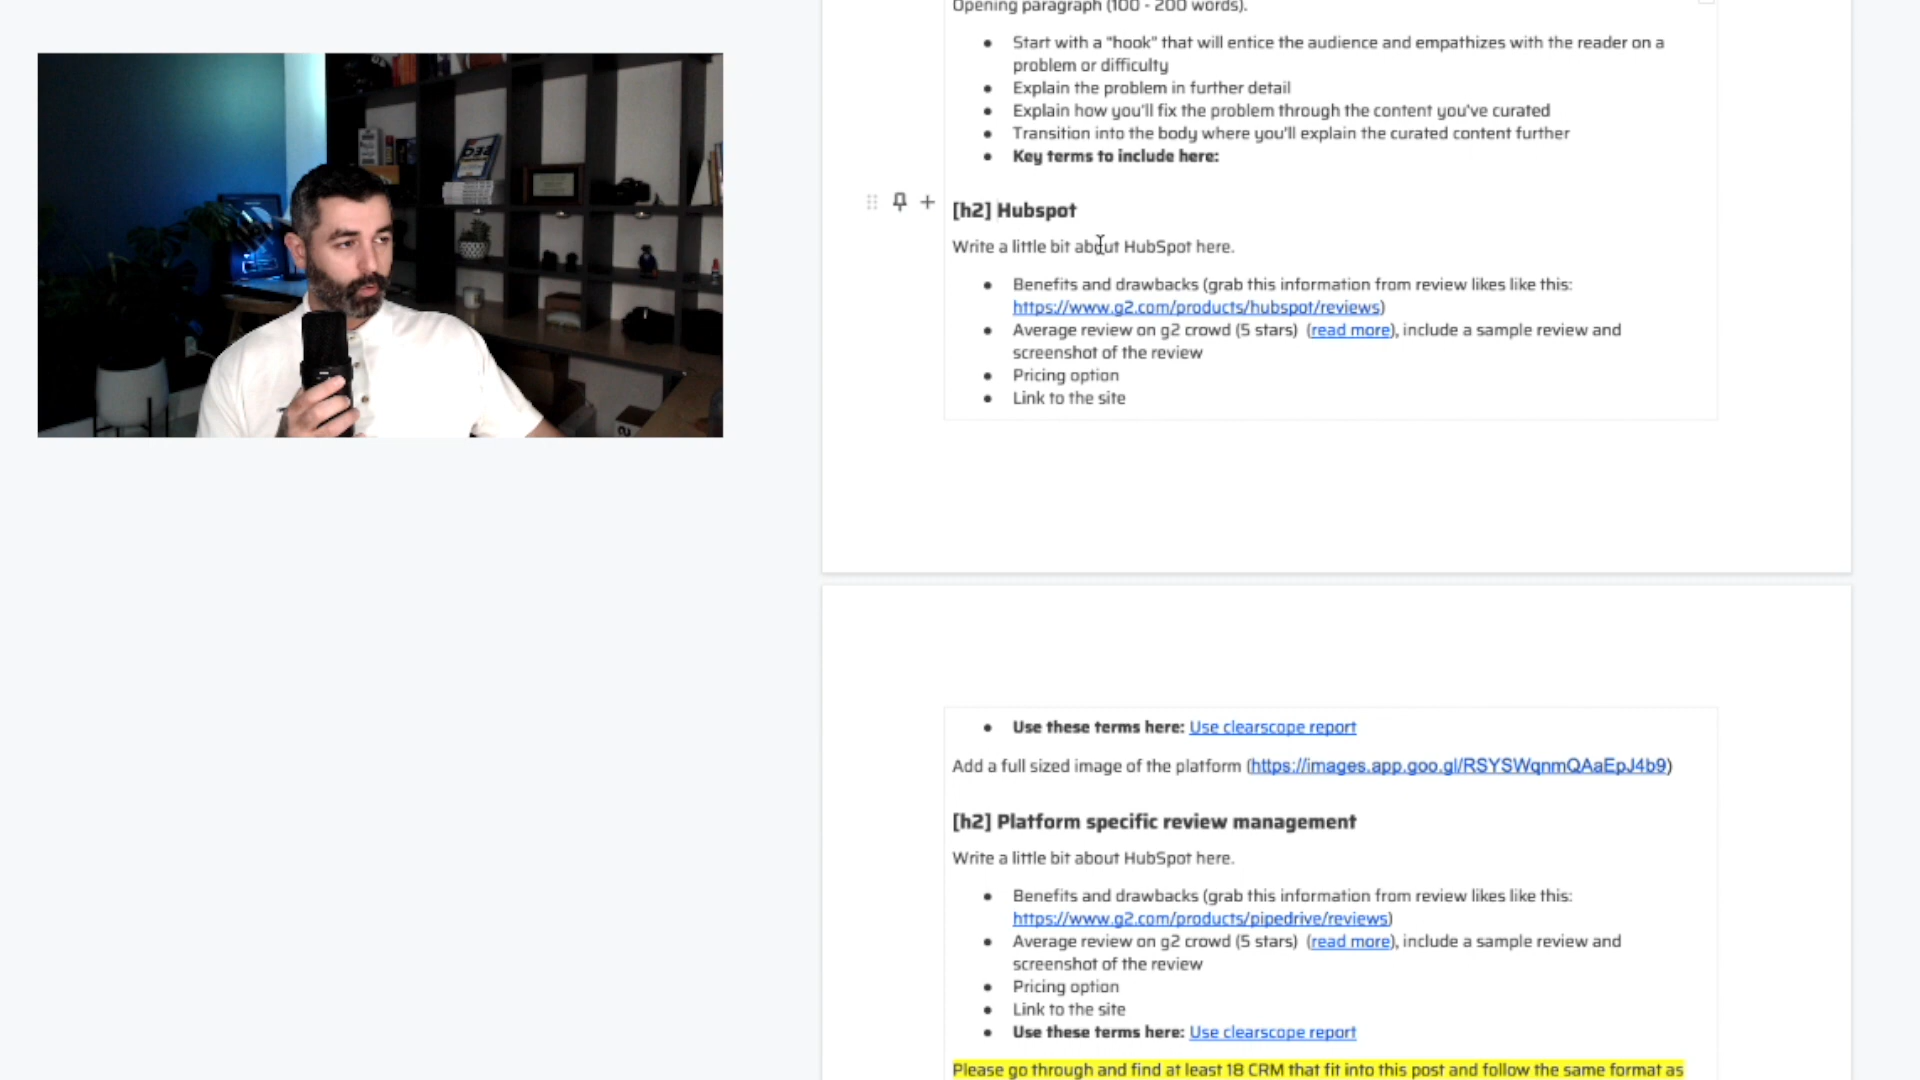 Opening paragraph (100 - 200 words).
● Start with a "hook" that will entice the audience and empathizes with the reader on a
problem or difficulty
● Explain the problem in further detail
● Explain how you'll fix the problem through the content you've curated
● Transition into the body where you'll explain the curated content further
● Key terms to include here:
[h2] Hubspot
Write a little bit about HubSpot here.
● Benefits and drawbacks (grab this information from review likes like this:
https://www.g2.com/products/hubspot/reviews)
● Average review on g2 crowd (5 stars) (read more), include a sample review and
screenshot of the review
● Pricing option
● Link to the site
● Use these terms here: Use clearscope report
Add a full sized image of the platform (https://images.app.goo.gl/RSYSWqnmQAaEpJ4b9)
[h2] Platform specific review management
Write a little bit about HubSpot here.
● Benefits and drawbacks (grab this information from review likes like this:
https://www.g2.com/products/pipedrive/reviews)
● Average review on g2 crowd (5 stars) (read more), include a sample review and
screenshot of the review
● Pricing option
● Link to the site
● Use these terms here: Use clearscope report
Please go through and find at least 18 CRM that fit into this post and follow the same format as